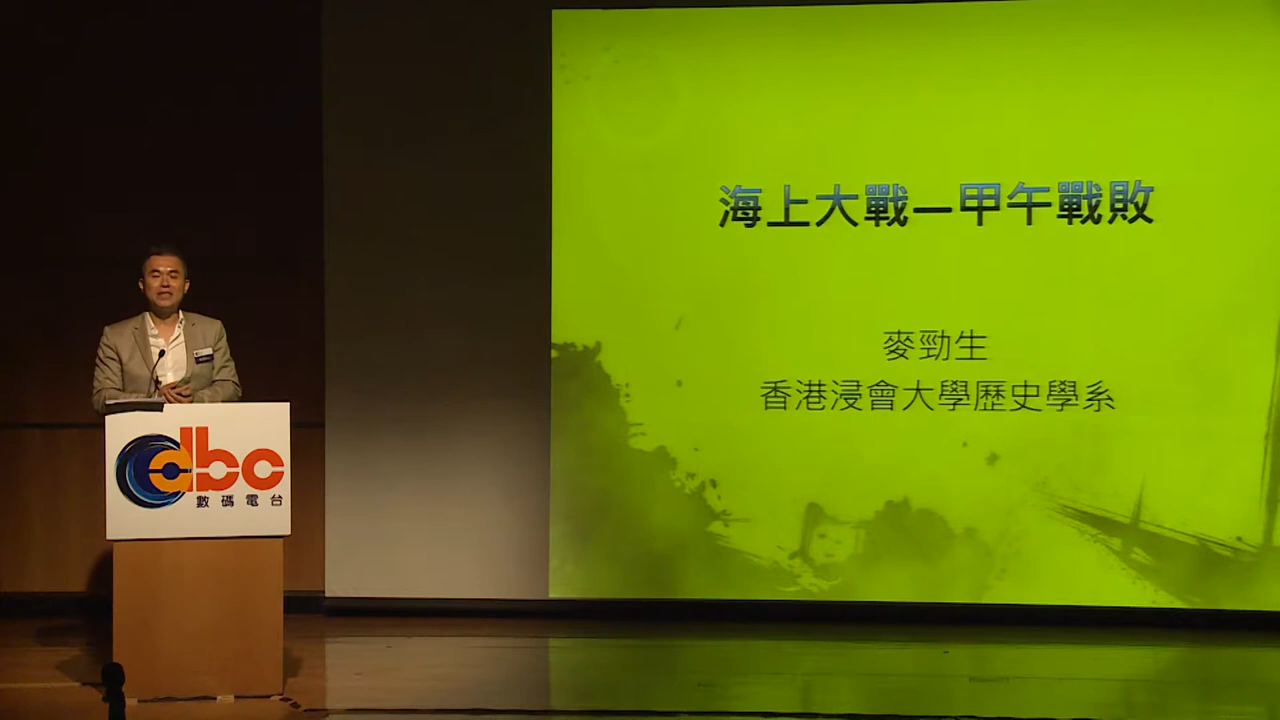 海上大戰—甲午戰敗
麥勁生
香港浸會大學歷史學系
dbc
數碼電台